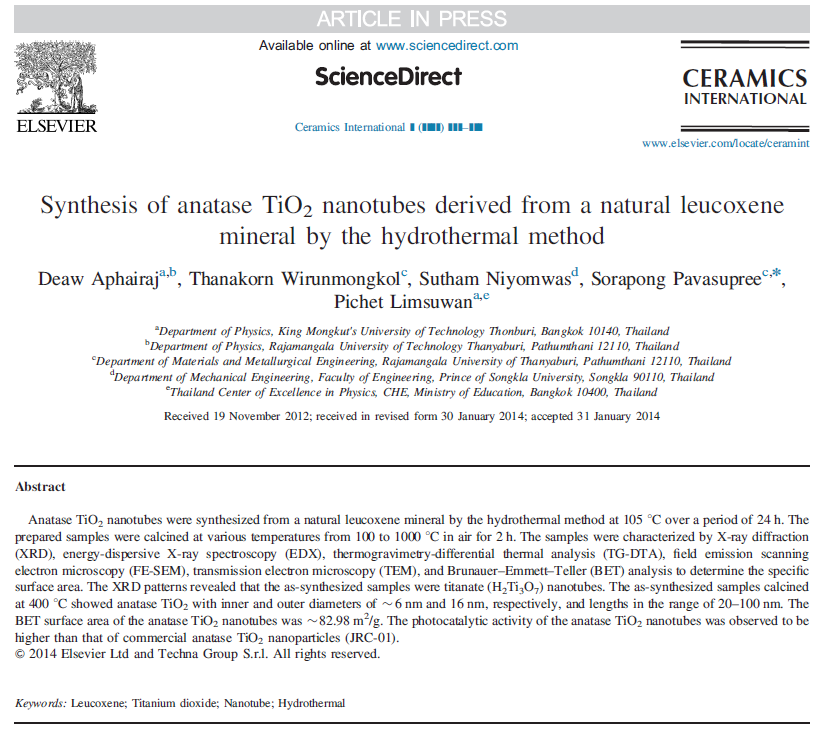 ARTICLE IN PRESS
Available online at www.sciencedirect.com
ScienceDirect
ELSEVIER
CERAMICS
INTERNATIONAL
Ceramics International
www.elsevier.com/locate/ceramint
Synthesis of anatase TiO₂ nanotubes derived from a natural leucoxene
mineral by the hydrothermal method
Deaw Aphairajᵃ,ᵇ, Thanakorn Wirunmongkolᶜ, Sutham Niyomwasᵈ, Sorapong Pavasupreeᶜ,*,
Pichet Limsuwanᵃ,ᵉ
ᵃDepartment of Physics, King Mongkut's University of Technology Thonburi, Bangkok 10140, Thailand
ᵇDepartment of Physics, Rajamangala University of Technology Thanyaburi, Pathumthani 12110, Thailand
ᶜDepartment of Materials and Metallurgical Engineering, Rajamangala University of Thanyaburi, Pathumthani 12110, Thailand
ᵈDepartment of Mechanical Engineering, Faculty of Engineering, Prince of Songkla University, Songkla 90110, Thailand
ᵉThailand Center of Excellence in Physics, CHE, Ministry of Education, Bangkok 10400, Thailand
Received 19 November 2012; received in revised form 30 January 2014; accepted 31 January 2014
Abstract
Anatase TiO₂ nanotubes were synthesized from a natural leucoxene mineral by the hydrothermal method at 105 °C over a period of 24 h. The
prepared samples were calcined at various temperatures from 100 to 1000 °C in air for 2 h. The samples were characterized by X-ray diffraction
(XRD), energy-dispersive X-ray spectroscopy (EDX), thermogravimetry-differential thermal analysis (TG-DTA), field emission scanning
electron microscopy (FE-SEM), transmission electron microscopy (TEM), and Brunauer–Emmett–Teller (BET) analysis to determine the specific
surface area. The XRD patterns revealed that the as-synthesized samples were titanate (H₂Ti₃O₇) nanotubes. The as-synthesized samples calcined
at 400 °C showed anatase TiO₂ with inner and outer diameters of ∼6 nm and 16 nm, respectively, and lengths in the range of 20–100 nm. The
BET surface area of the anatase TiO₂ nanotubes was ∼82.98 m²/g. The photocatalytic activity of the anatase TiO₂ nanotubes was observed to be
higher than that of commercial anatase TiO₂ nanoparticles (JRC-01).
© 2014 Elsevier Ltd and Techna Group S.r.l. All rights reserved.
Keywords: Leucoxene; Titanium dioxide; Nanotube; Hydrothermal